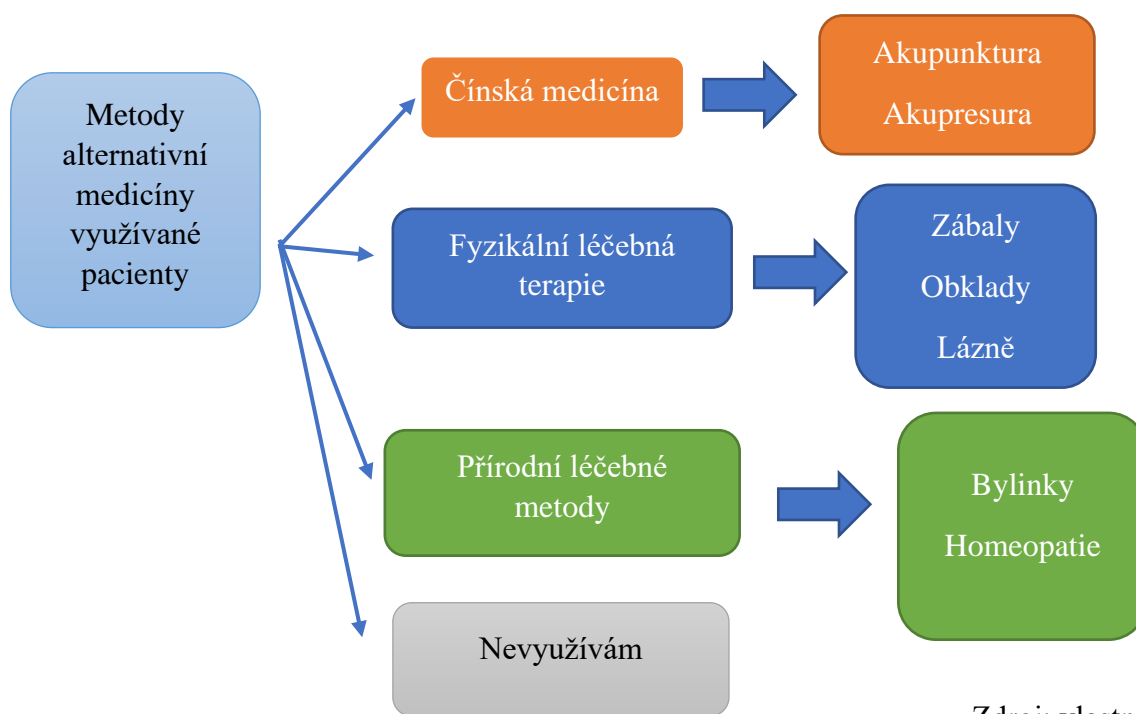 Metody
alternativní
medicíny
využívané
pacienty
Čínská medicína
Akupunktura
Akupresura
Fyzikální léčebná
terapie
Zábaly
Obklady
Lázně
Přírodní léčebné
metody
Bylinky
Homeopatie
Nevyužívám